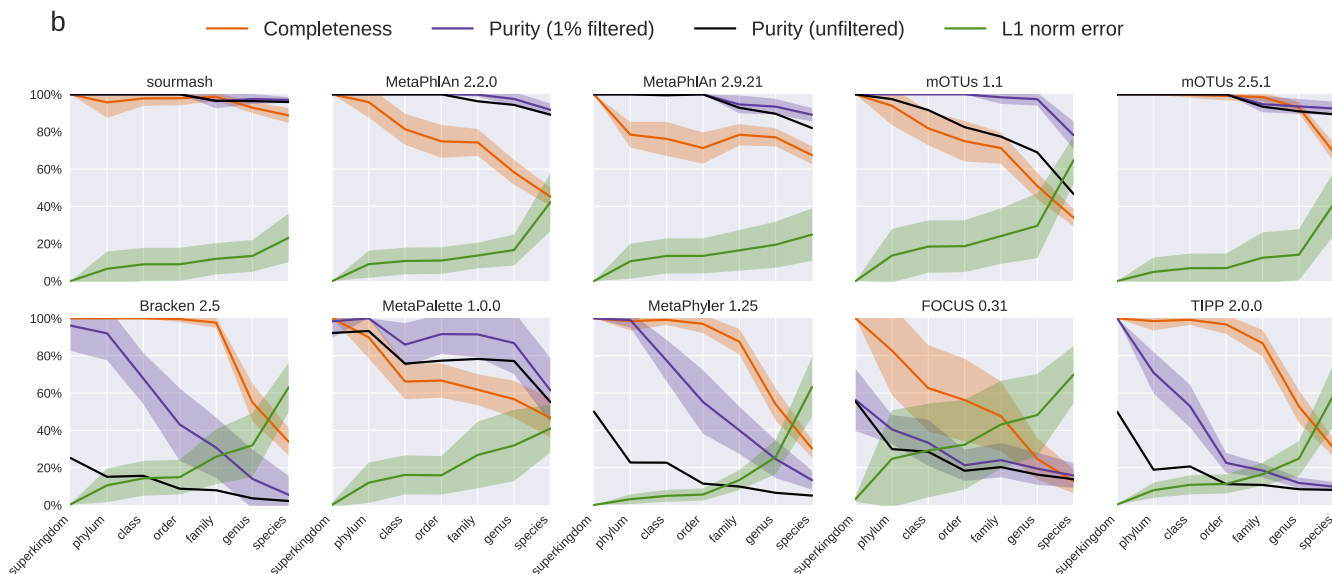 b
Completeness Purity (1% filtered) Purity (unfiltered) L1 norm error
sourmash MetaPhlAn 2.2.0 MetaPhlAn 2.9.21 mOTUs 1.1 mOTUs 2.5.1
100%
80%
60%
40%
20%
0%
Bracken 2.5 MetaPalette 1.0.0 MetaPhyler 1.25 FOCUS 0.31 TIPP 2.0.0
100%
80%
60%
40%
20%
0%
superkingdom phylum class order family genus species superkingdom phylum class order family genus species superkingdom phylum class order family genus species superkingdom phylum class order family genus species superkingdom phylum class order family genus species